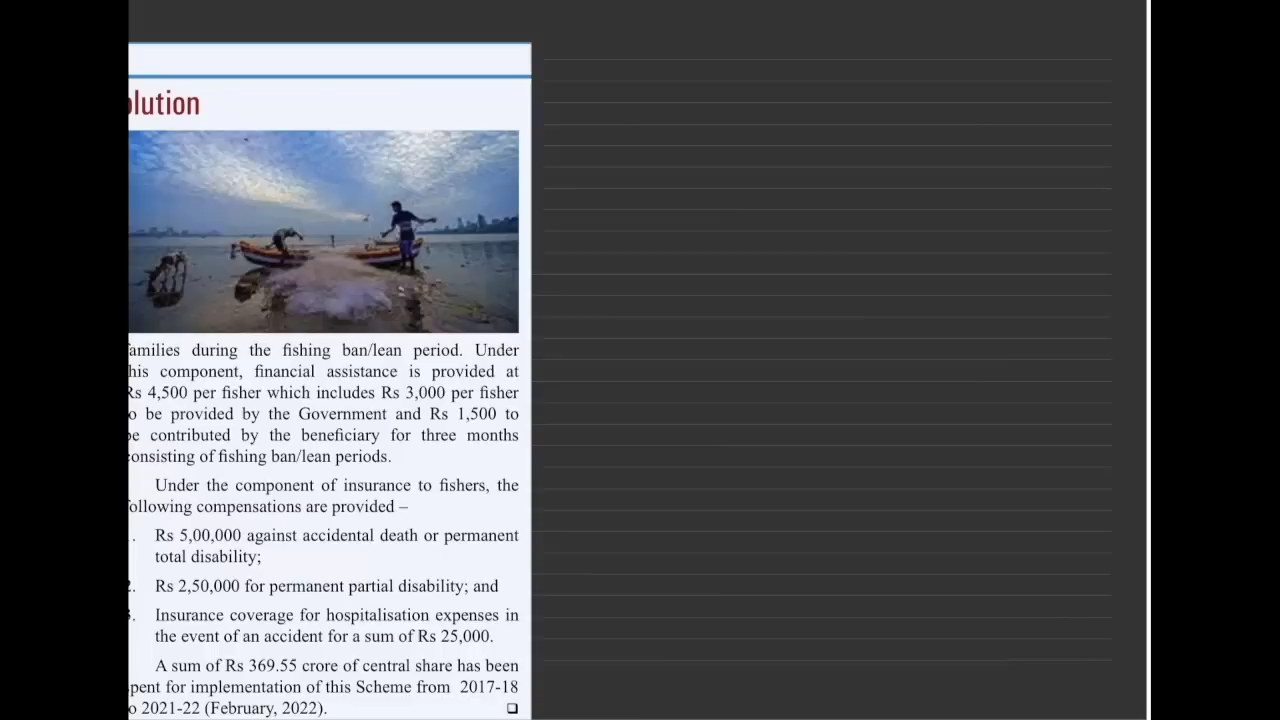 olution
families during the fishing ban/lean period. Under
his component, financial assistance is provided at
Rs 4,500 per fisher which includes Rs 3,000 per fisher
o be provided by the Government and Rs 1,500 to
be contributed by the beneficiary for three months
consisting of fishing ban/lean periods.
Under the component of insurance to fishers, the
following compensations are provided –
. Rs 5,00,000 against accidental death or permanent
total disability;
2. Rs 2,50,000 for permanent partial disability; and
3. Insurance coverage for hospitalisation expenses in
the event of an accident for a sum of Rs 25,000.
A sum of Rs 369.55 crore of central share has been
spent for implementation of this Scheme from 2017-18
o 2021-22 (February, 2022). ❑